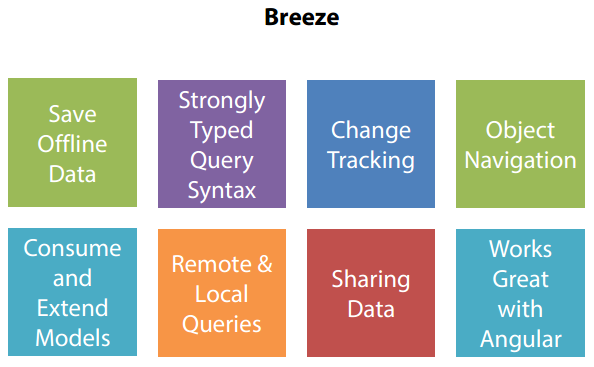 Breeze
Save
Offline
Data
Strongly
Typed
Query
Syntax
Change
Tracking
Object
Navigation
Consume
and
Extend
Models
Remote &
Local
Queries
Sharing
Data
Works
Great
with
Angular